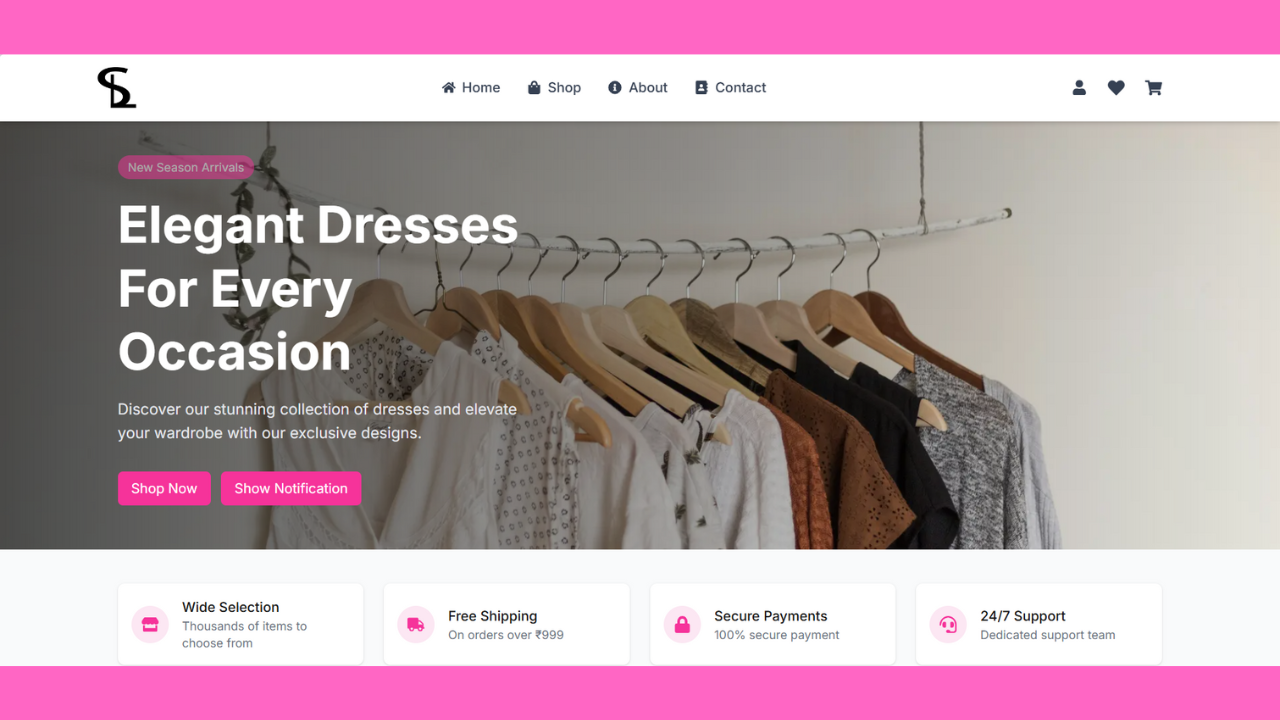 SL
Home
Shop
About
Contact
New Season Arrivals
Elegant Dresses
For Every
Occasion
Discover our stunning collection of dresses and elevate
your wardrobe with our exclusive designs.
Shop Now
Show Notification
Wide Selection
Thousands of items to
choose from
Free Shipping
On orders over ₹999
Secure Payments
100% secure payment
24/7 Support
Dedicated support team